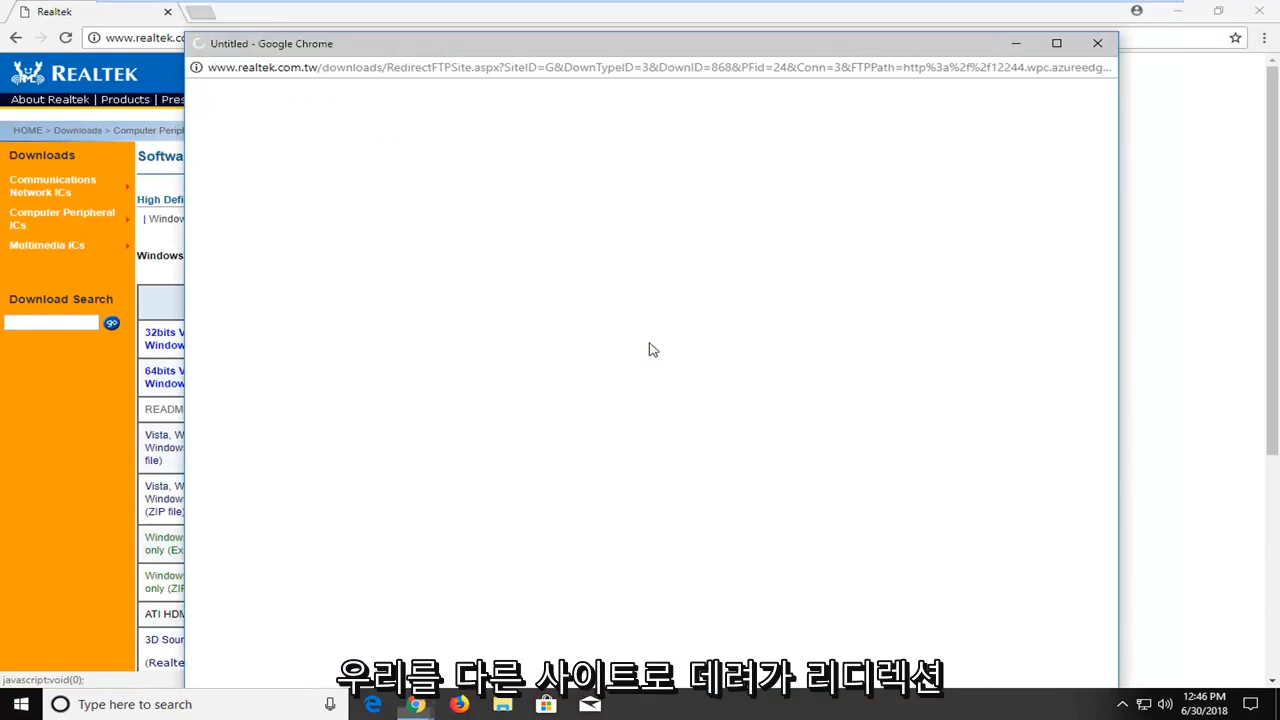 Realtek
Untitled - Google Chrome
www.realtek.co
www.realtek.com.tw/downloads/RedirectFTPSite.aspx?SiteID=G&DownTypeID=3&DownID=868&PFid=24&Conn=3&FTPPath=http%3a%2f%2f12244.wpc.azureedg...
REALTEK
About Realtek | Products | Pres
HOME > Downloads > Computer Periph
Downloads
Softwa
Communications
Network ICs
High Defi
Computer Peripheral
ICs
| Window
Multimedia ICs
Windows
Download Search
go
32bits V
Window
64bits V
Window
READM
Vista, W
Window
file)
Vista, W
Window
(ZIP file)
Window
only (Ex
Window
only (ZIP
ATI HDM
3D Soun
(Realte
javascript:void(0);
우리를 다른 사이트로 데려가 리디렉션
Type here to search
12:46 PM
6/30/2018